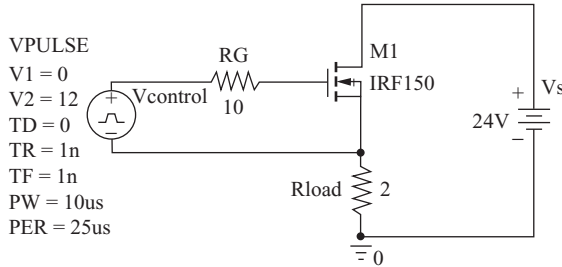 VPULSE
V1 = 0
V2 = 12
TD = 0
TR = 1n
TF = 1n
PW = 10us
PER = 25us
+
Vcontrol
−
RG
10
M1
IRF150
Rload
2
0
Vs
+
24V
−